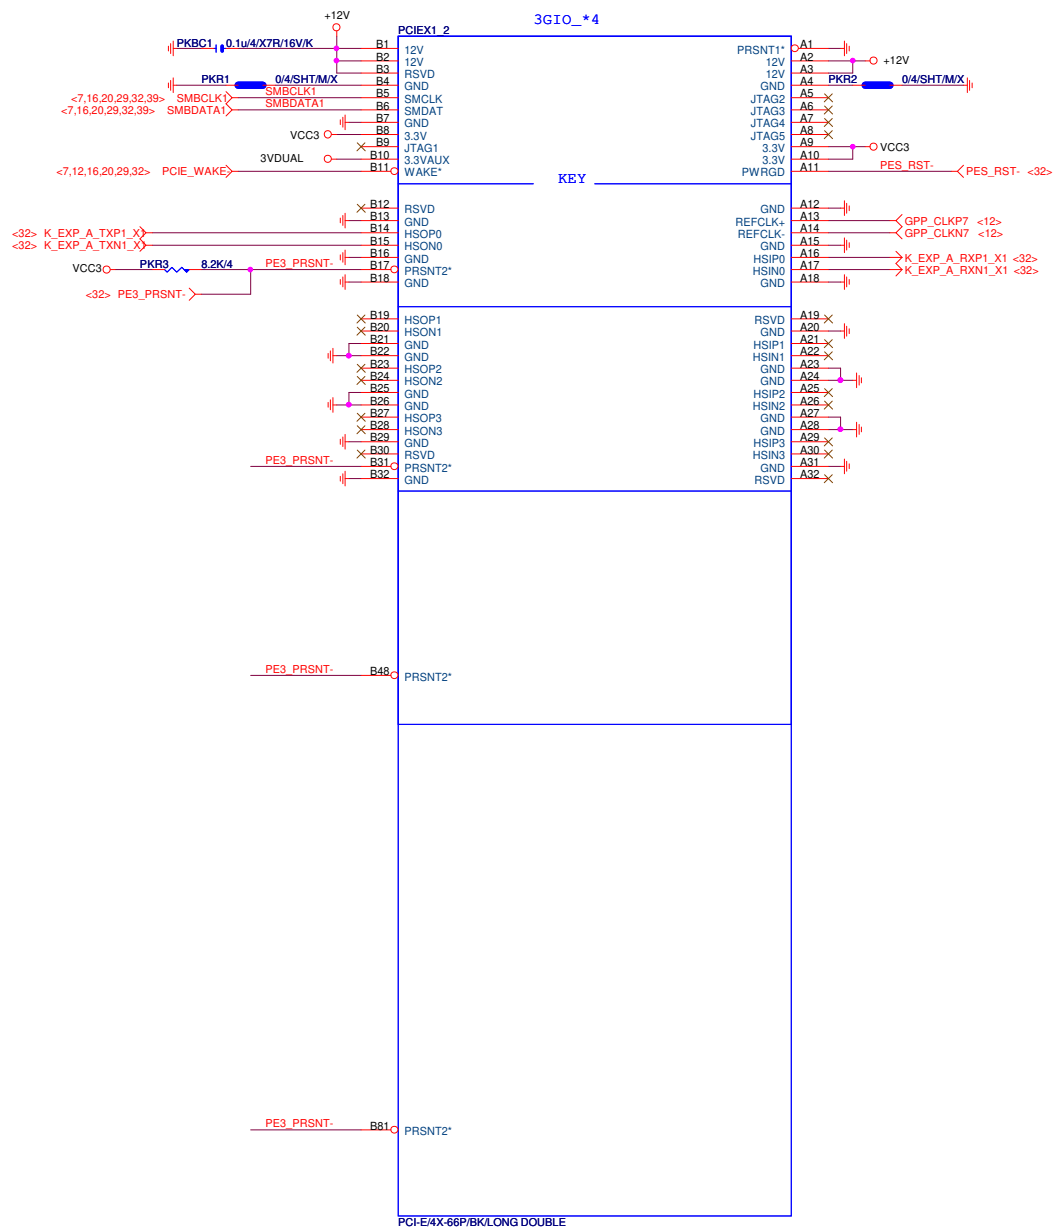 3GIO_*4
PCIEX1_2
+12V
PKBC1 0.1u/4/X7R/16V/K B1 12V
B2 12V
B3 RSVD
PKR1 0/4/SHT/M/X B4 GND
<7,16,20,29,32,39> SMBCLK1 SMBCLK1 B5 SMCLK
<7,16,20,29,32,39> SMBDATA1 SMBDATA1 B6 SMDAT
B7 GND
VCC3 B8 3.3V
B9 JTAG1
3VDUAL B10 3.3VAUX
<7,12,16,20,29,32> PCIE_WAKE B11 WAKE*
PRSNT1* A1
12V A2 +12V
12V A3
GND A4 PKR2 0/4/SHT/M/X
JTAG2 A5
JTAG3 A6
JTAG4 A7
JTAG5 A8
3.3V A9 VCC3
3.3V A10
PWRGD A11 PES_RST- PES_RST- <32>
KEY
B12 RSVD
B13 GND
<32> K_EXP_A_TXP1_X1 B14 HSOP0
<32> K_EXP_A_TXN1_X1 B15 HSON0
B16 GND
VCC3 PKR3 8.2K/4 PE3_PRSNT- B17 PRSNT2*
B18 GND
<32> PE3_PRSNT-
GND A12
REFCLK+ A13 GPP_CLKP7 <12>
REFCLK- A14 GPP_CLKN7 <12>
GND A15
HSIP0 A16 K_EXP_A_RXP1_X1 <32>
HSIN0 A17 K_EXP_A_RXN1_X1 <32>
GND A18
B19 HSOP1
B20 HSON1
B21 GND
B22 GND
B23 HSOP2
B24 HSON2
B25 GND
B26 GND
B27 HSOP3
B28 HSON3
B29 GND
B30 RSVD
PE3_PRSNT- B31 PRSNT2*
B32 GND
RSVD A19
GND A20
HSIP1 A21
HSIN1 A22
GND A23
GND A24
HSIP2 A25
HSIN2 A26
GND A27
GND A28
HSIP3 A29
HSIN3 A30
GND A31
RSVD A32
PE3_PRSNT- B48 PRSNT2*
PE3_PRSNT- B81 PRSNT2*
PCI-E/4X-66P/BK/LONG DOUBLE